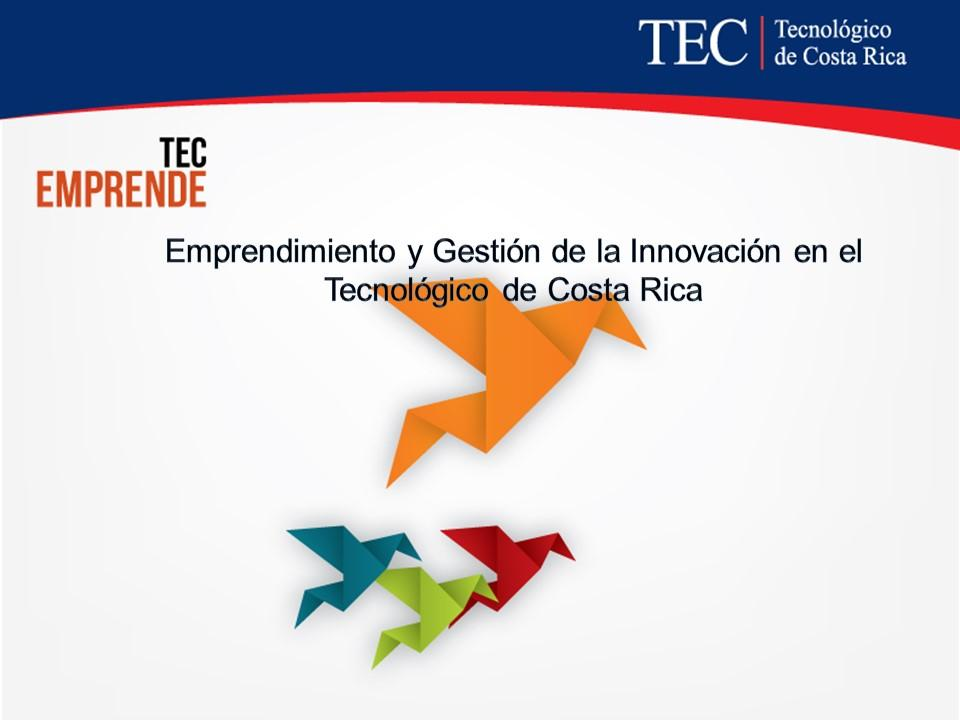 TEC
Tecnológico
de Costa Rica
TEC
EMPRENDE
Emprendimiento y Gestión de la Innovación en el
Tecnológico de Costa Rica